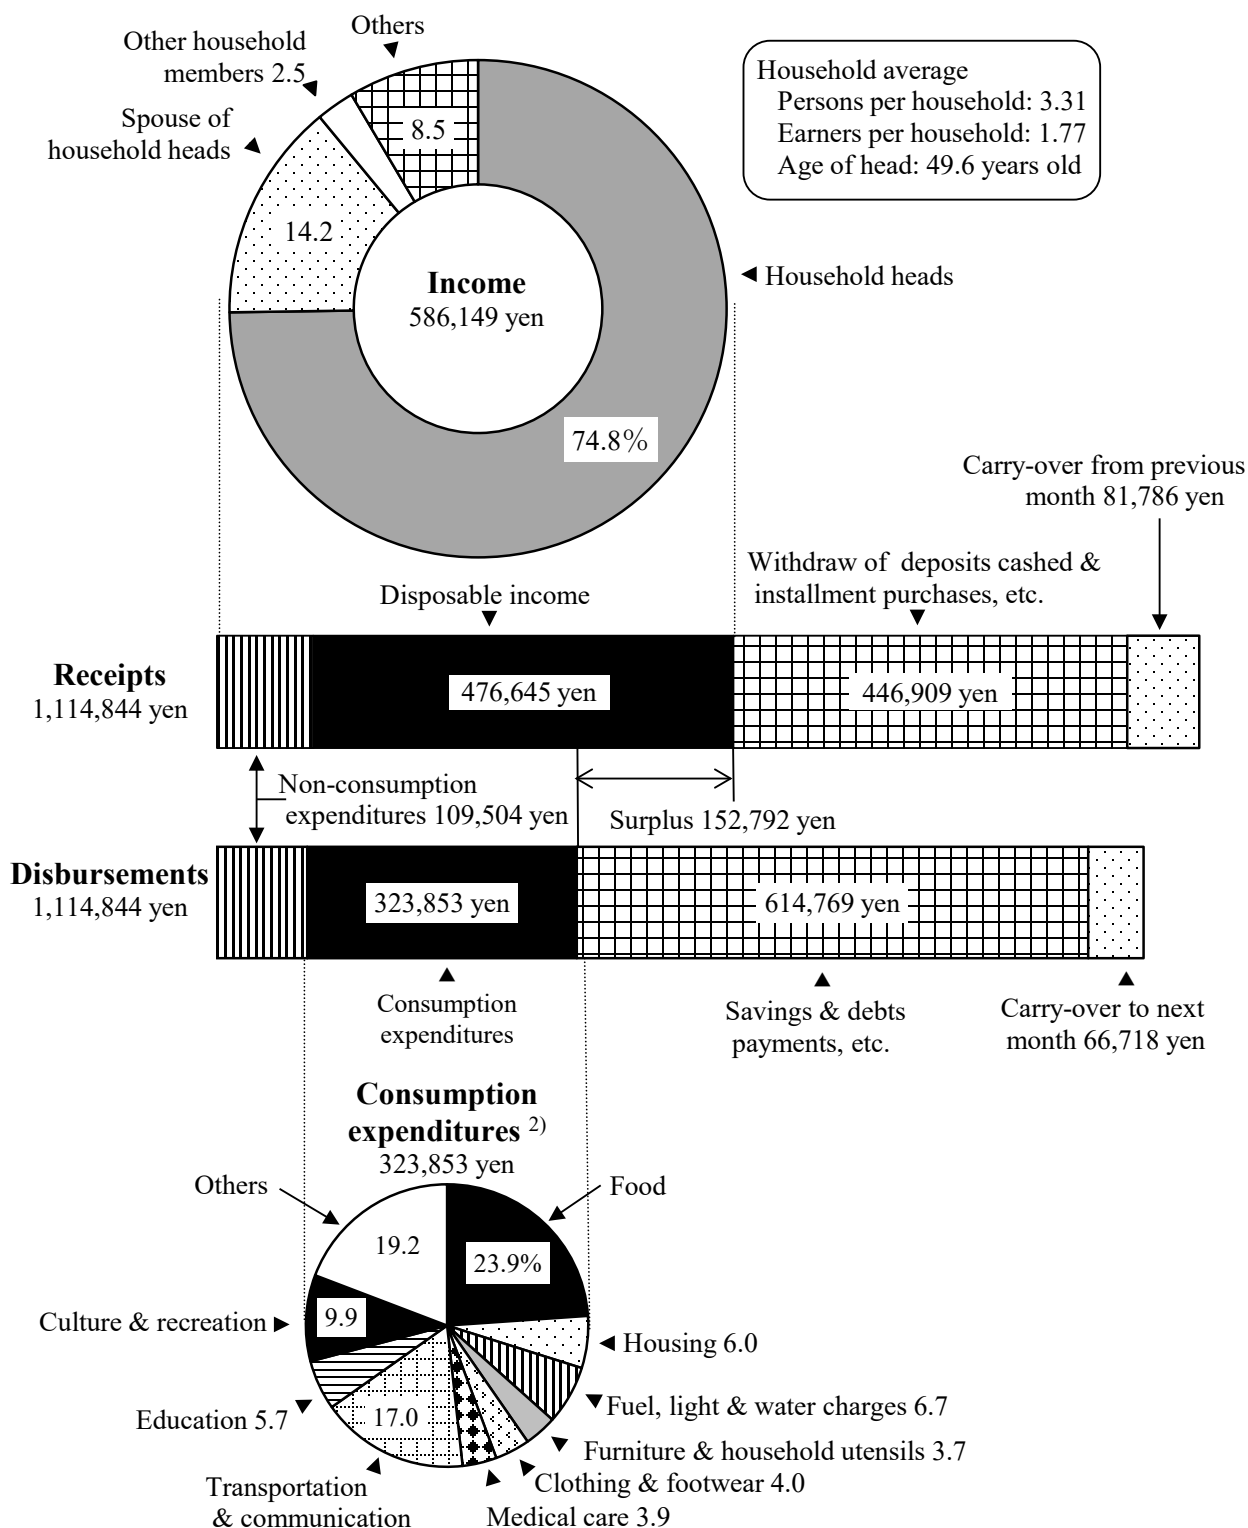 Others
Other household
members 2.5
Spouse of
household heads
8.5
14.2
Household average
Persons per household: 3.31
Earners per household: 1.77
Age of head: 49.6 years old
Income
586,149 yen
Household heads
74.8%
Carry-over from previous
month 81,786 yen
Withdraw of deposits cashed &
installment purchases, etc.
Disposable income
Receipts
1,114,844 yen
476,645 yen
446,909 yen
Non-consumption
expenditures 109,504 yen
Surplus 152,792 yen
Disbursements
1,114,844 yen
323,853 yen
614,769 yen
Consumption
expenditures
Savings & debts
payments, etc.
Carry-over to next
month 66,718 yen
Consumption
expenditures 2)
323,853 yen
Others
Food
19.2
23.9%
Culture & recreation
9.9
Housing 6.0
Education 5.7
17.0
Fuel, light & water charges 6.7
Furniture & household utensils 3.7
Clothing & footwear 4.0
Transportation
& communication
Medical care 3.9